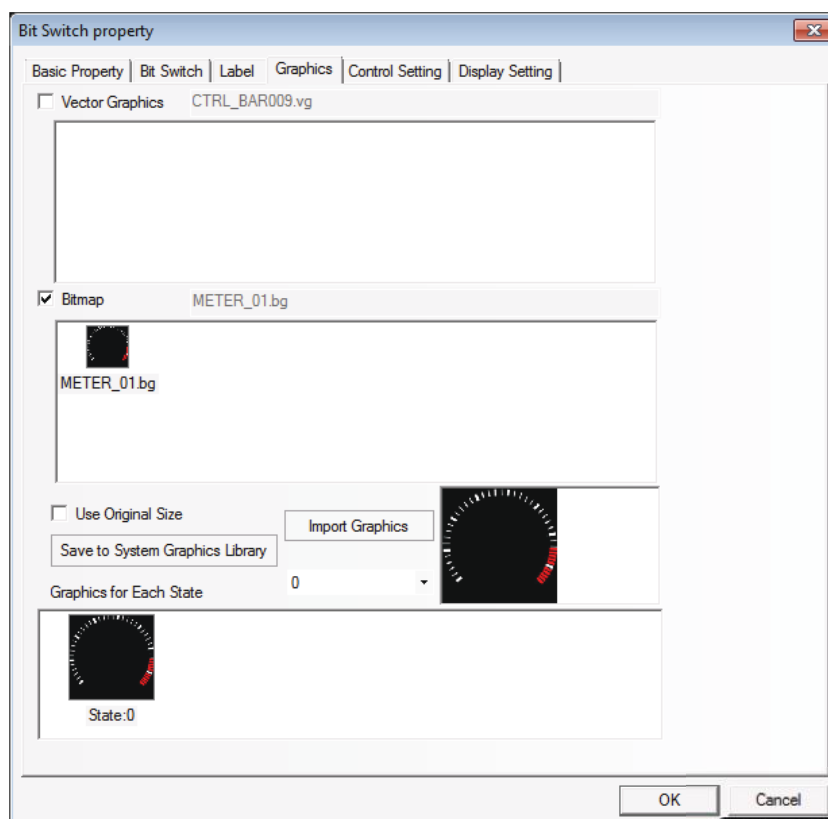 Bit Switch property
Basic Property Bit Switch Label Graphics Control Setting Display Setting
Vector Graphics CTRL_BAR009.vg
Bitmap METER_01.bg
METER_01.bg
Use Original Size
Import Graphics
Save to System Graphics Library
Graphics for Each State 0
State:0
OK Cancel